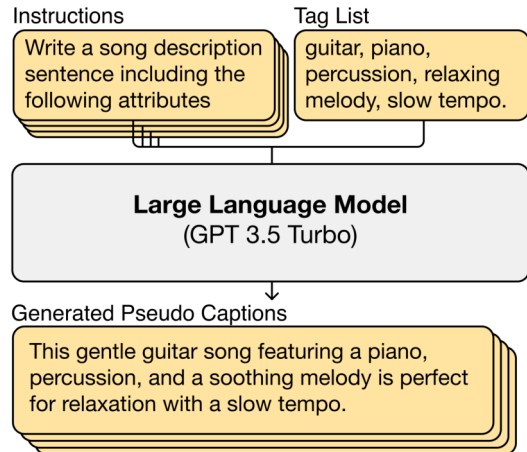 Instructions
Write a song description
sentence including the
following attributes
Tag List
guitar, piano,
percussion, relaxing
melody, slow tempo.
Large Language Model
(GPT 3.5 Turbo)
Generated Pseudo Captions
This gentle guitar song featuring a piano,
percussion, and a soothing melody is perfect
for relaxation with a slow tempo.